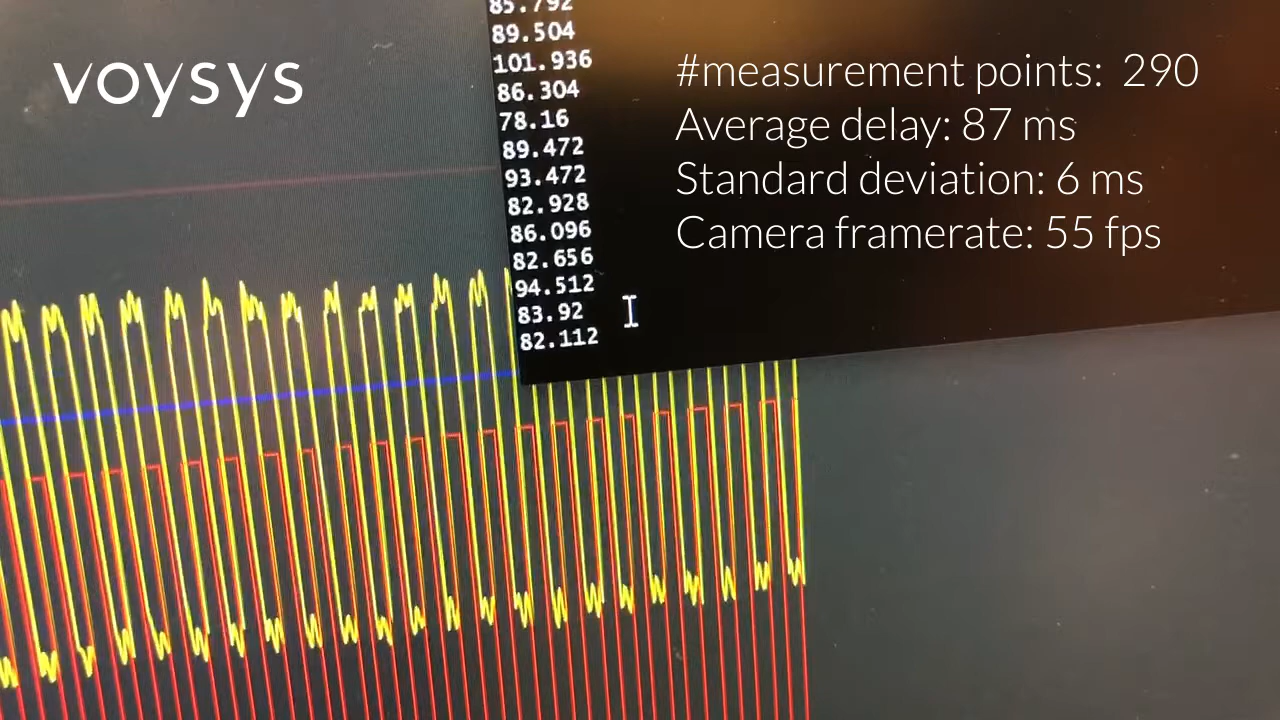 voysys
85.792
89.504
101.936
86.304
78.16
89.472
93.472
82.928
86.096
82.656
94.512
83.92
82.112
#measurement points: 290
Average delay: 87 ms
Standard deviation: 6 ms
Camera framerate: 55 fps